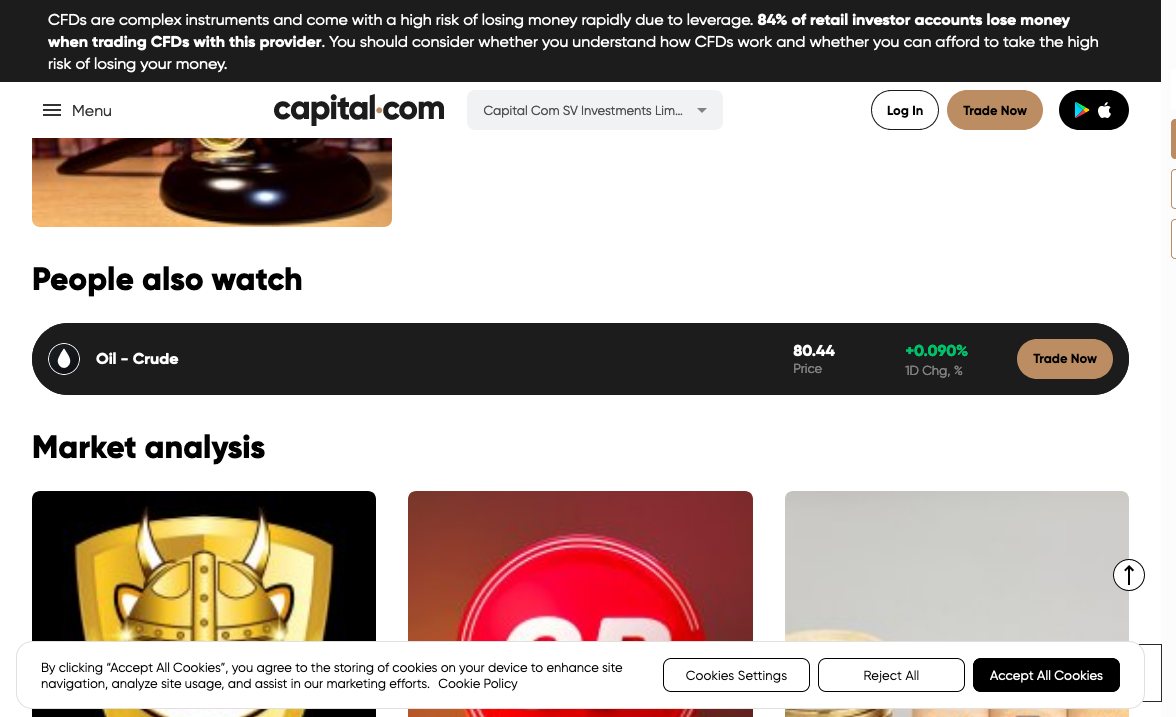 CFDs are complex instruments and come with a high risk of losing money rapidly due to leverage. 84% of retail investor accounts lose money
when trading CFDs with this provider. You should consider whether you understand how CFDs work and whether you can afford to take the high
risk of losing your money.
Menu
capital.com
Capital Com SV Investments Lim...
Log In
Trade Now
People also watch
Oil - Crude
80.44
Price
+0.090%
1D Chg, %
Trade Now
Market analysis
By clicking “Accept All Cookies”, you agree to the storing of cookies on your device to enhance site
navigation, analyze site usage, and assist in our marketing efforts. Cookie Policy
Cookies Settings
Reject All
Accept All Cookies